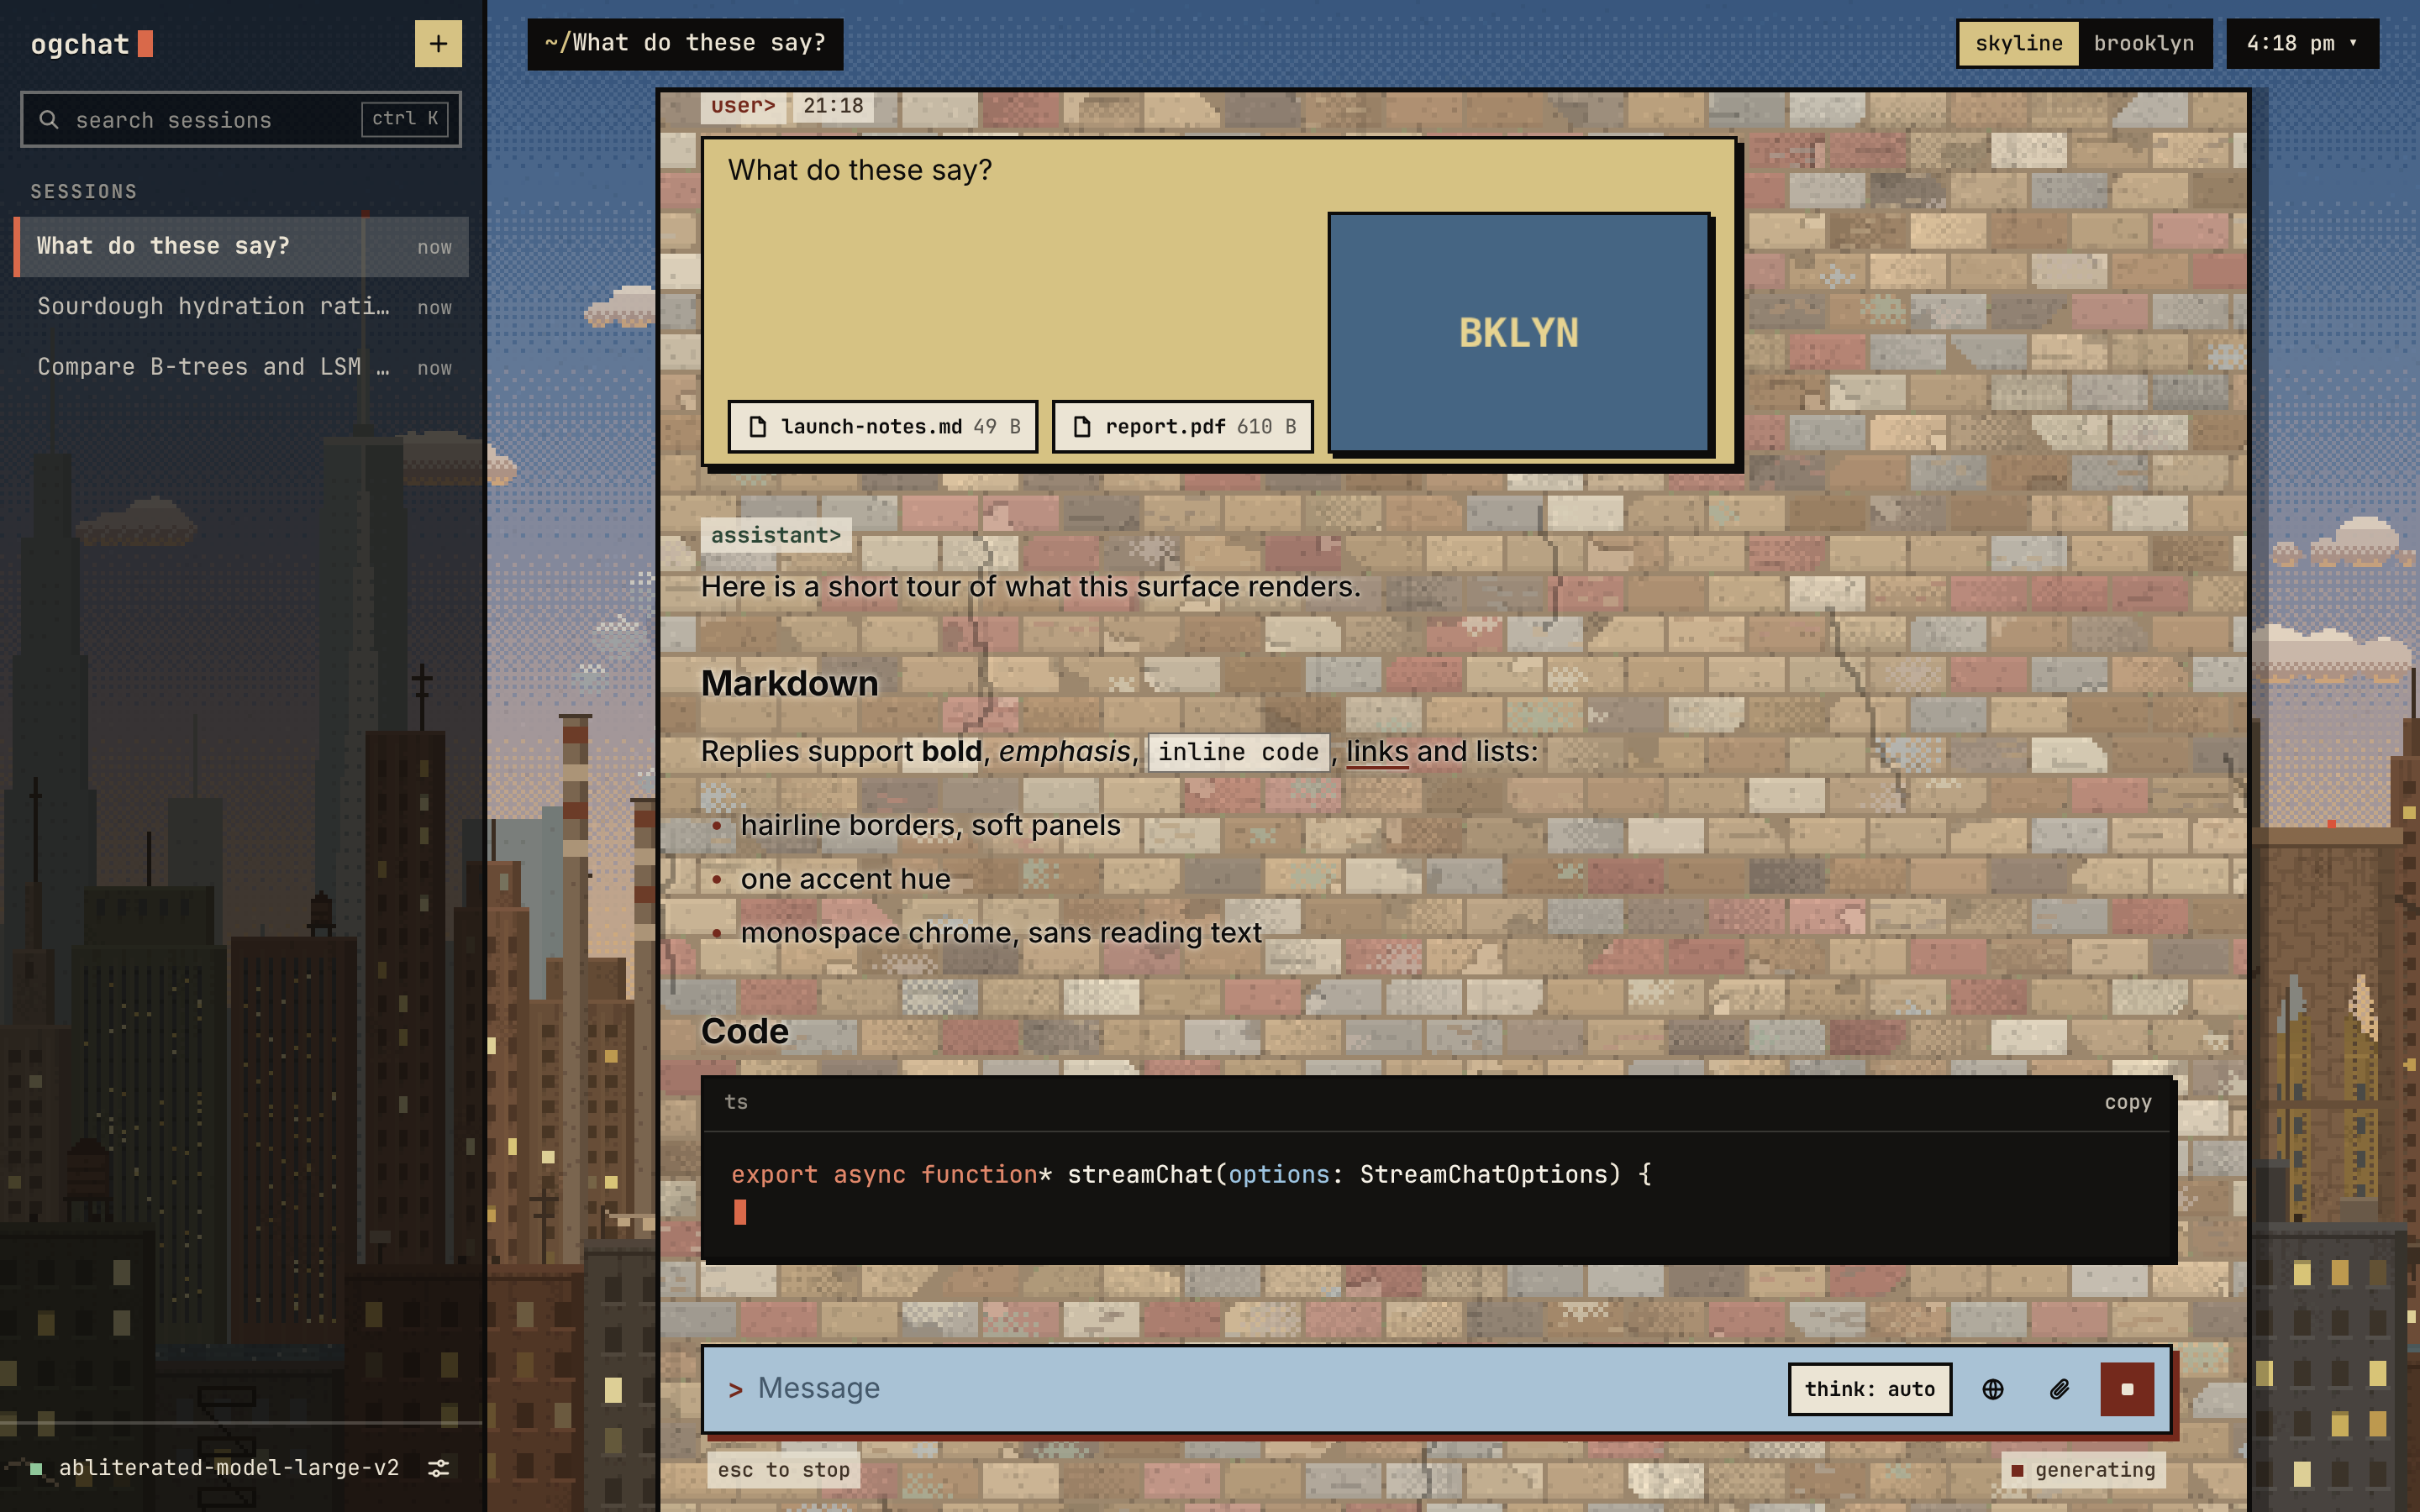 ogchat
+
search sessions
ctrl K
SESSIONS
What do these say? now
Sourdough hydration rati… now
Compare B-trees and LSM … now
abliterated-model-large-v2
~/What do these say?
skyline brooklyn
4:18 pm ▾
user> 21:18
What do these say?
BKLYN
launch-notes.md 49 B
report.pdf 610 B
assistant>
Here is a short tour of what this surface renders.
Markdown
Replies support bold, emphasis, inline code, links and lists:
• hairline borders, soft panels
• one accent hue
• monospace chrome, sans reading text
Code
ts copy
export async function* streamChat(options: StreamChatOptions) {
> Message
think: auto
esc to stop
generating